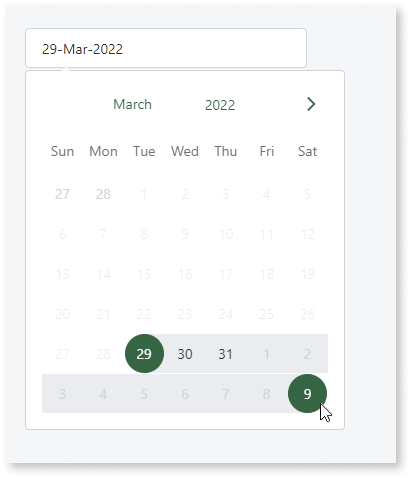 29-Mar-2022
March 2022
Sun Mon Tue Wed Thu Fri Sat
27 28 1 2 3 4 5
6 7 8 9 10 11 12
13 14 15 16 17 18 19
20 21 22 23 24 25 26
27 28 29 30 31 1 2
3 4 5 6 7 8 9